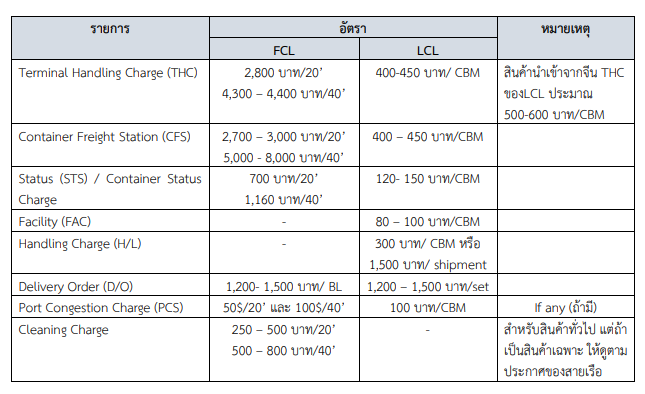 รายการ อัตรา หมายเหตุ
FCL LCL
Terminal Handling Charge (THC) 2,800 บาท/20’ 400-450 บาท/ CBM สินค้านำเข้าจากจีน THC
4,300 – 4,400 บาท/40’ ของLCL ประมาณ
500-600 บาท/CBM
Container Freight Station (CFS) 2,700 – 3,000 บาท/20’ 400 – 450 บาท/CBM
5,000 - 8,000 บาท/40’
Status (STS) / Container Status 700 บาท/20’ 120- 150 บาท/CBM
Charge 1,160 บาท/40’
Facility (FAC) - 80 – 100 บาท/CBM
Handling Charge (H/L) - 300 บาท/ CBM หรือ
1,500 บาท/ shipment
Delivery Order (D/O) 1,200- 1,500 บาท/ BL 1,200 – 1,500 บาท/set
Port Congestion Charge (PCS) 50$/20’ และ 100$/40’ 100 บาท/CBM If any (ถ้ามี)
Cleaning Charge 250 – 500 บาท/20’ - สำหรับสินค้าทั่วไป แต่ถ้า
500 – 800 บาท/40’ เป็นสินค้าเฉพาะ ให้ดูตาม
ประกาศของสายเรือ